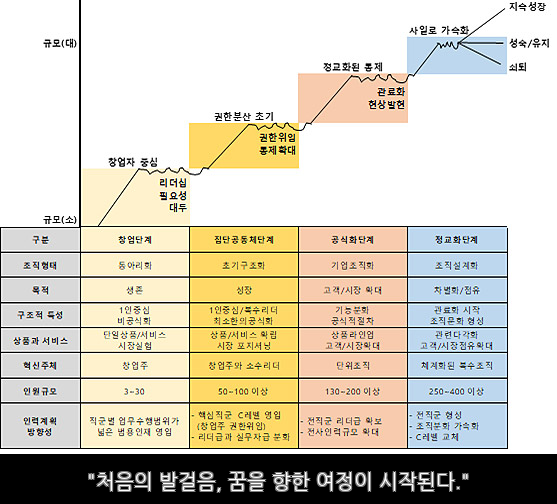 지속성장
사일로 가속화
규모(대)
성숙/유지
쇠퇴
정교화된 통제
관료화
현상발현
권한분산 초기
권한위임
통제확대
창업자 중심
리더십
필요성
대두
규모(소)
구분 창업단계 집단공동체단계 공식화단계 정교화단계
조직형태 동아리화 초기구조화 기업조직화 조직설계화
목적 생존 성장 고객/시장 확대 차별화/점유
구조적 특성
1인중심
비공식화
1인중심/복수리더
최소한의공식화
기능분화
공식적절차
관료화 시작
조직문화 형성
상품과 서비스
단일상품/서비스
시장실험
상품/서비스 확립
시장 포지셔닝
상품라인업
고객/시장확대
관련다각화
고객/시장점유확대
혁신주체 창업주 창업주와 소수리더 단위조직 체계화된 복수조직
인원규모 3~30 50~100 이상 130~200 이상 250~400 이상
인력계획
방향성
직군별 업무수행범위가
넓은 범용인재 영입
- 핵심직군 C레벨 영입
(창업주 권한위임)
- 리더급과 실무자급 분화
- 전직군 리더급 확보
- 전사인력규모 확대
- 전직군 형성
- 조직분화 가속화
- C레벨 교체
"처음의 발걸음, 꿈을 향한 여정이 시작된다."